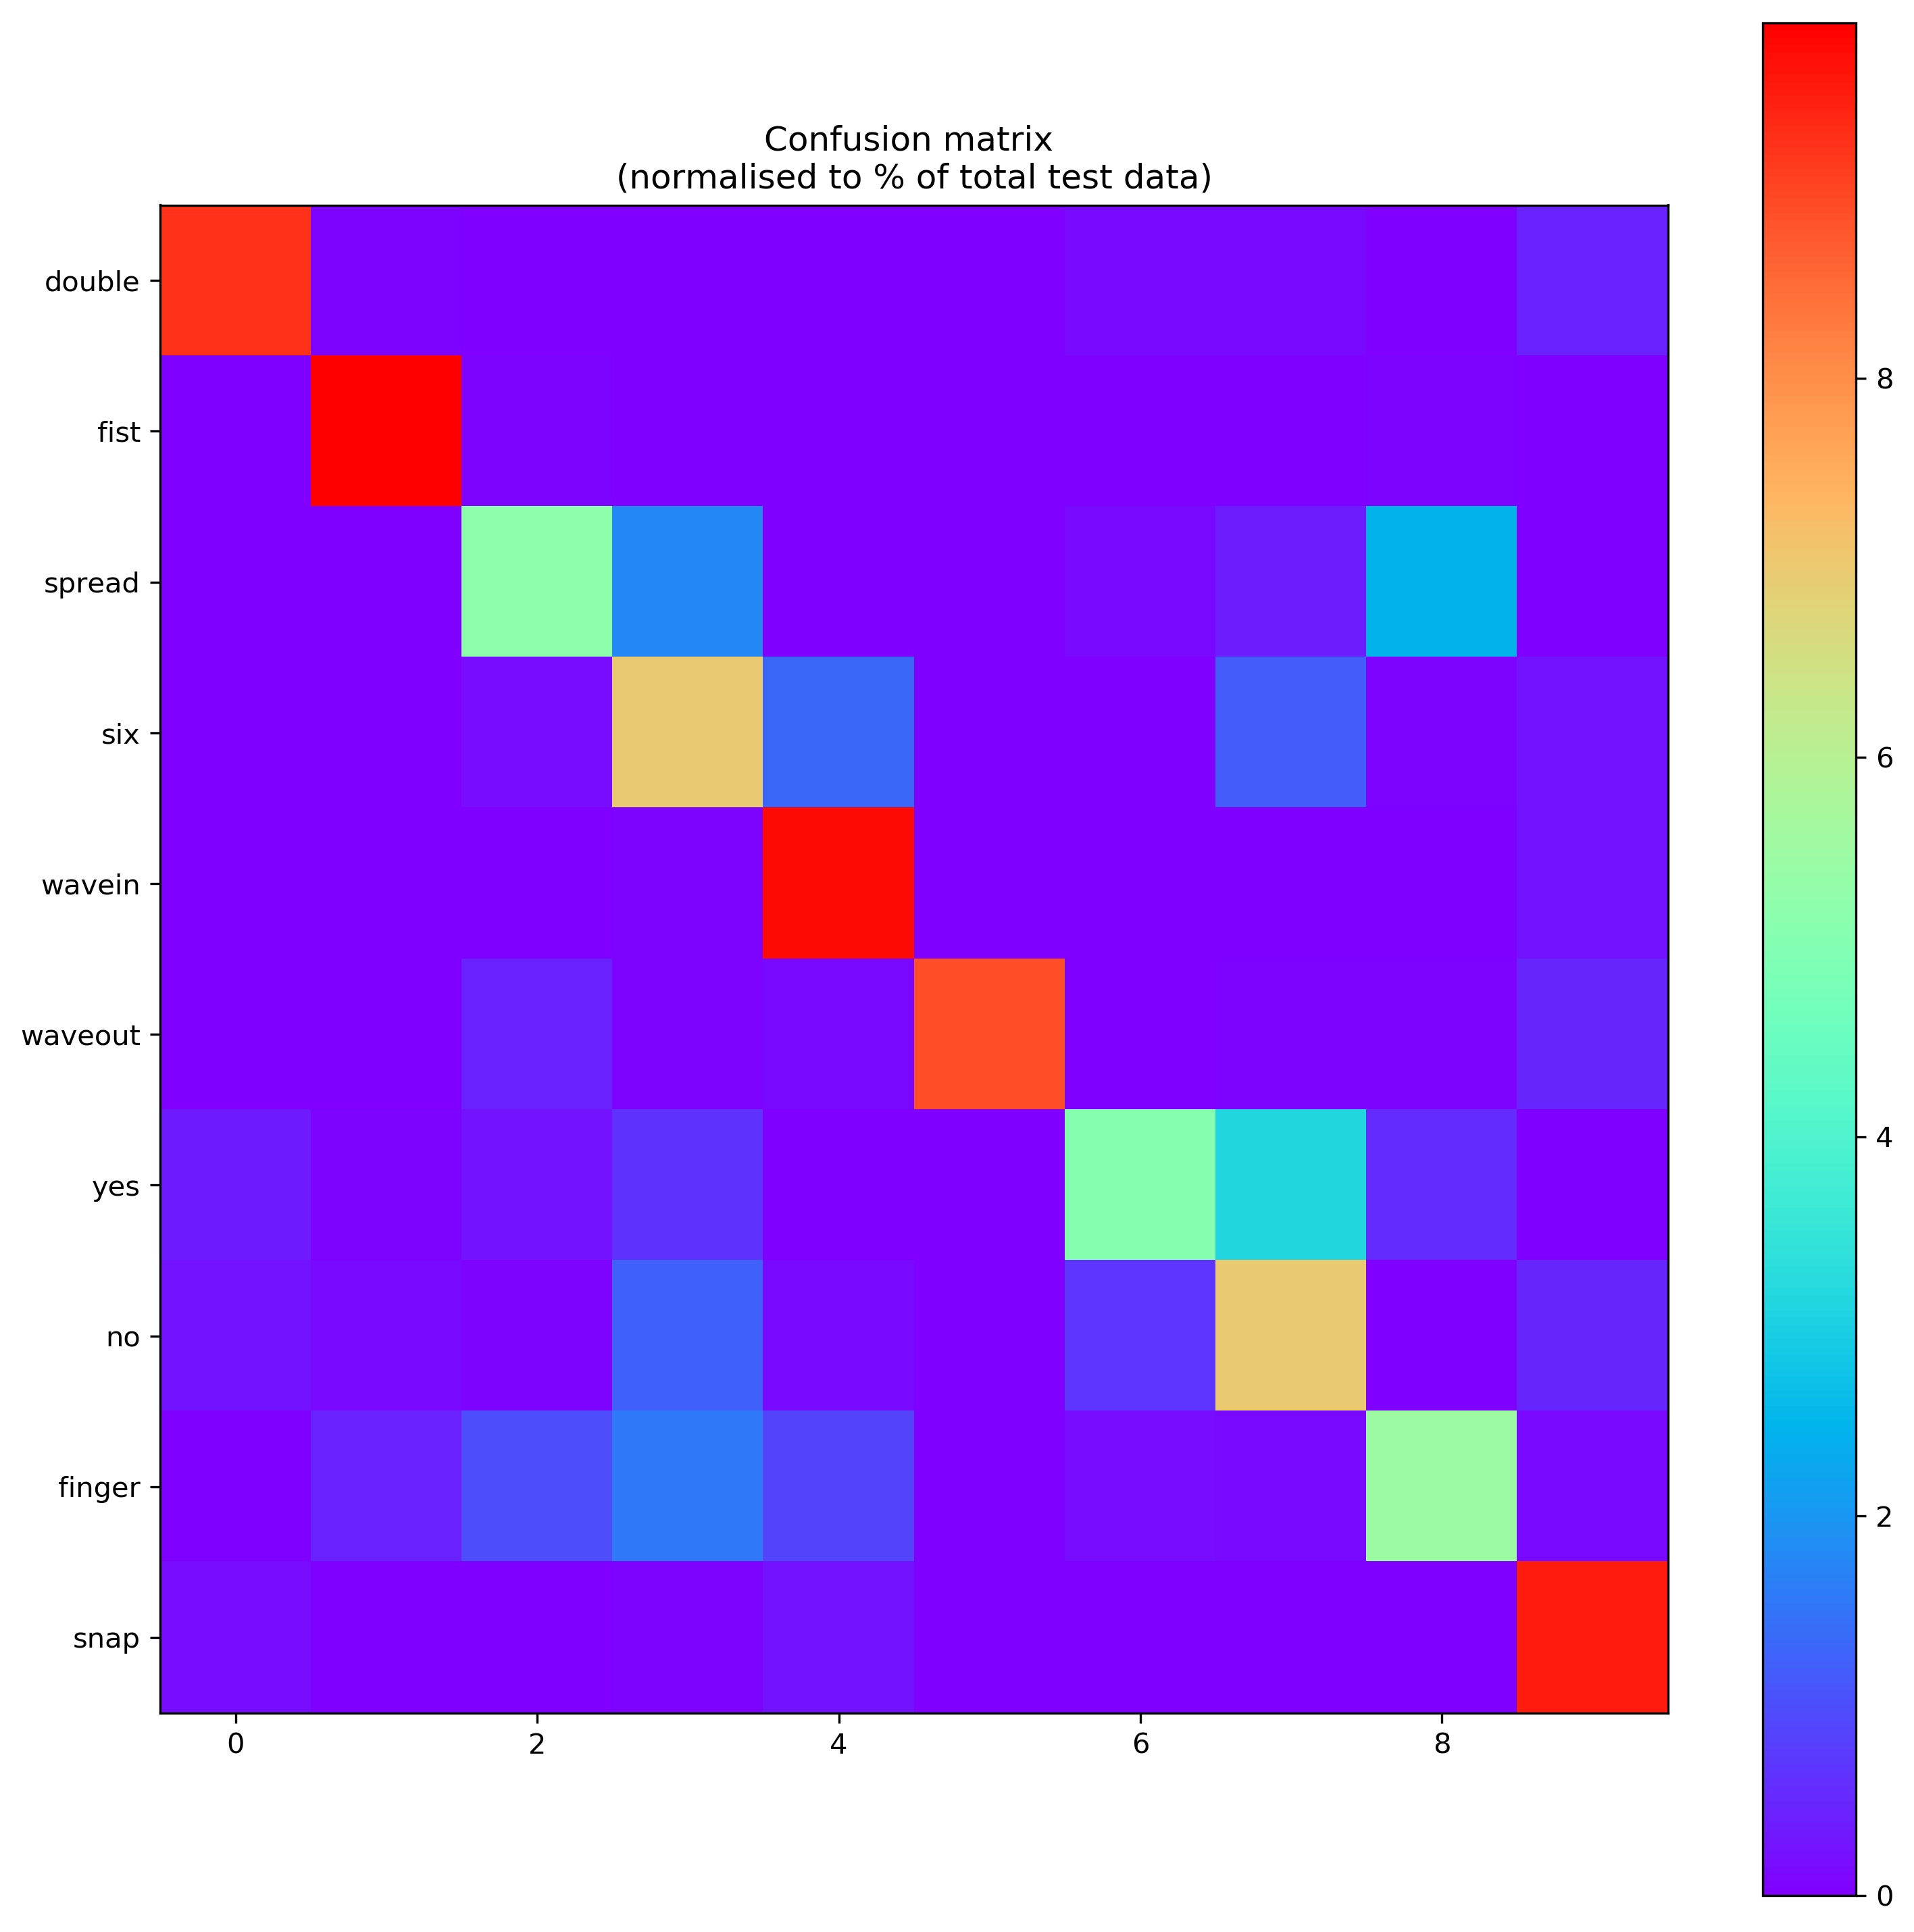 Confusion matrix
(normalised to % of total test data)
double
fist
spread
six
wavein
waveout
yes
no
finger
snap
0 2 4 6 8
8
6
4
2
0